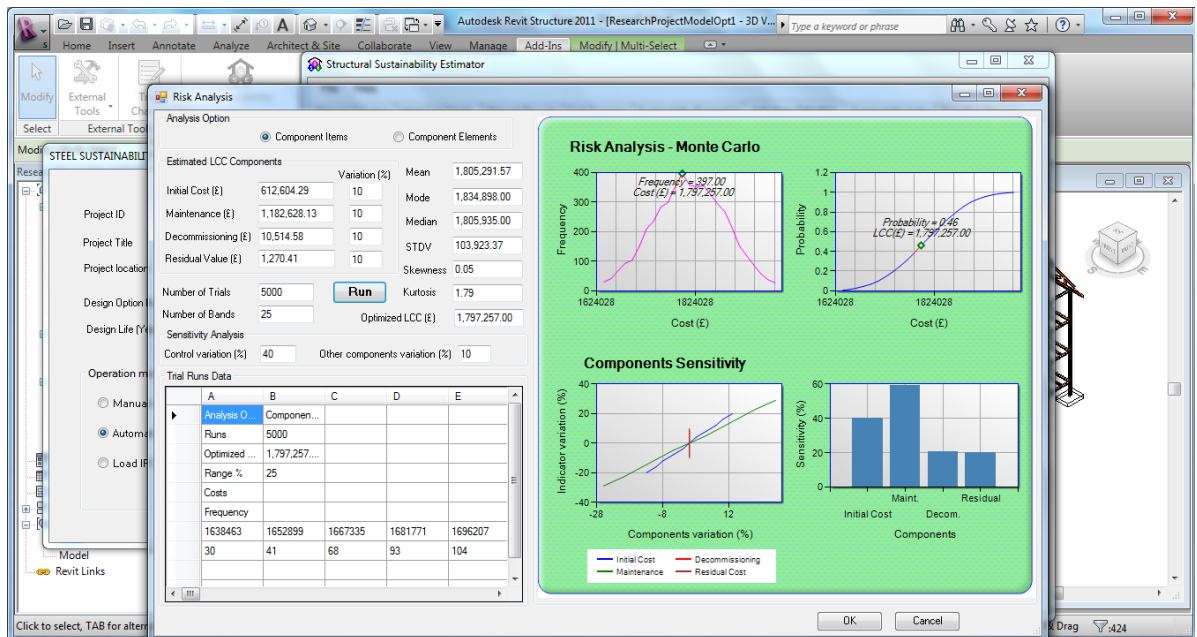 Autodesk Revit Structure 2011 - [ResearchProjectModelOpt1 - 3D V...
Type a keyword or phrase
Home Insert Annotate Analyze Architect & Site Collaborate View Manage Add-Ins Modify | Multi-Select
Structural Sustainability Estimator
Modify
External
Tools
Select
External Tool
Risk Analysis
STEEL SUSTAINABILIT
Project ID
Project Title
Project location
Design Option
Design Life (Ye
Operation m
Manua
Automa
Load IF
Model
Revit Links
Analysis Option
Component Items
Component Elements
Estimated LCC Components
Variation (%)
Initial Cost (£) 612,604.29 10
Maintenance (£) 1,182,628.13 10
Decommissioning (£) 10,514.58 10
Residual Value (£) 1,270.41 10
Mean 1,805,291.57
Mode 1,834,898.00
Median 1,805,935.00
STDV 103,923.37
Skewness 0.05
Number of Trials 5000
Run
Kurtosis 1.79
Number of Bands 25
Optimized LCC (£) 1,797,257.00
Sensitivity Analysis
Control variation (%) 40
Other components variation (%) 10
Trial Runs Data
A B C D E
Analysis O... Componen...
Runs 5000
Optimized ... 1,797,257....
Range % 25
Costs
Frequency
1638463 1652899 1667335 1681771 1696207
30 41 68 93 104
Risk Analysis - Monte Carlo
400
300
200
100
0
Frequency
Frequency = 397.00
Cost (£) = 1,797,257.00
1624028 1824028
Cost (£)
1.2
1
0.8
0.6
0.4
0.2
0
Probability
Probability = 0.46
LCC(£) = 1,797,257.00
1624028 1824028
Cost (£)
Components Sensitivity
40
20
0
-20
-40
Indicator variation (%)
-28 -8 12
Components variation (%)
Initial Cost
Decommissioning
Maintenance
Residual Cost
60
40
20
0
Sensitivity (%)
Maint. Residual
Initial Cost Decom.
Components
OK
Cancel
Click to select, TAB for altern
Drag
:424